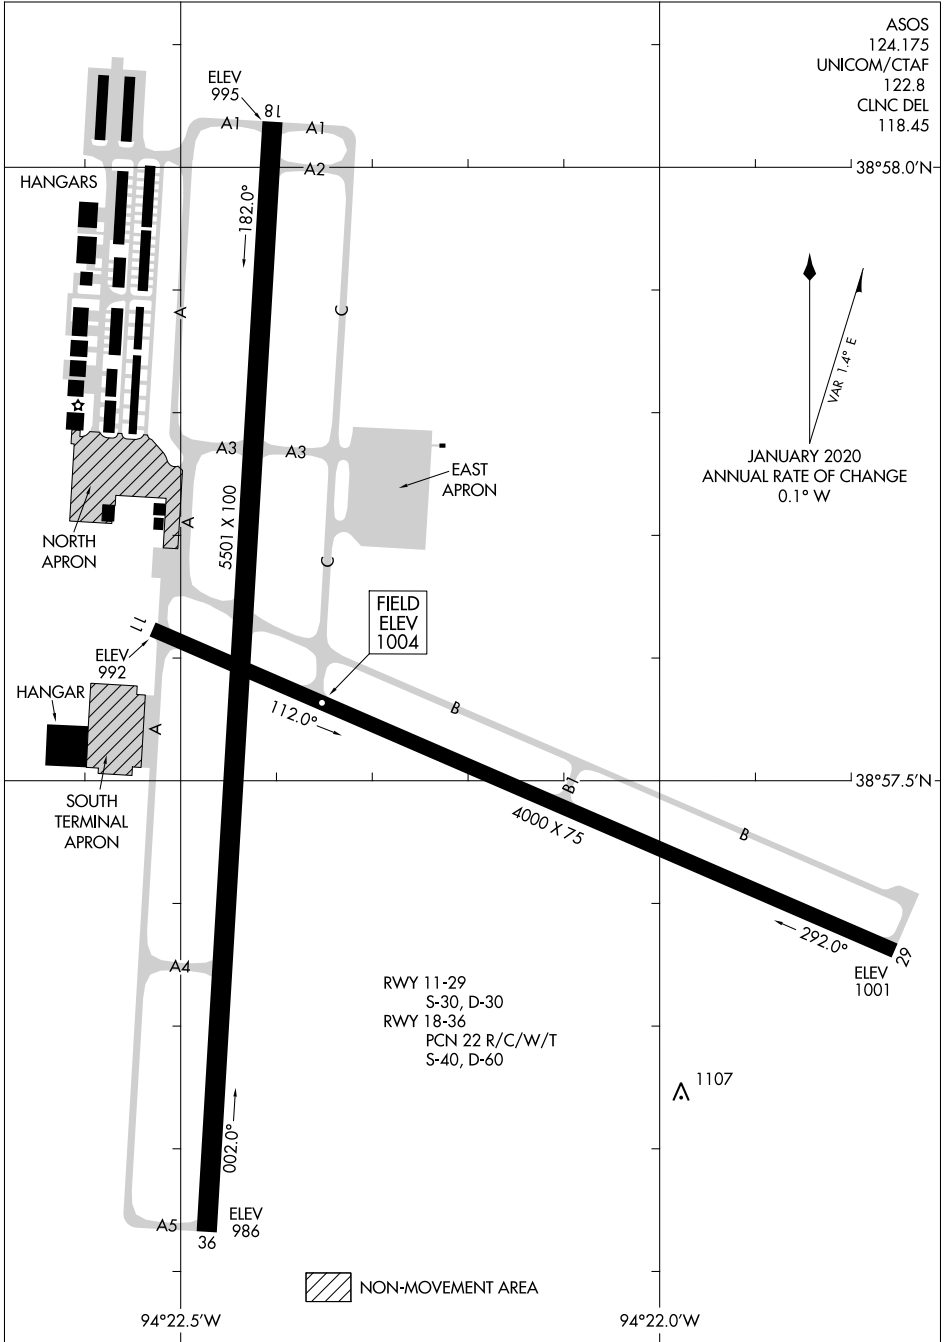 ASOS
124.175
UNICOM/CTAF
122.8
CLNC DEL
118.45
ELEV
995
18
A1
A1
A2
38°58.0'N
HANGARS
182.0°
A
C
VAR 1.4° E
JANUARY 2020
ANNUAL RATE OF CHANGE
0.1° W
A3
A3
EAST
APRON
5501 X 100
A
NORTH
APRON
C
FIELD
ELEV
1004
11
ELEV
992
HANGAR
A
112.0°
B
38°57.5'N
B1
SOUTH
TERMINAL
APRON
4000 X 75
B
292.0°
29
ELEV
1001
A4
RWY 11-29
S-30, D-30
RWY 18-36
PCN 22 R/C/W/T
S-40, D-60
1107
002.0°
A5
ELEV
986
36
NON-MOVEMENT AREA
94°22.5'W
94°22.0'W